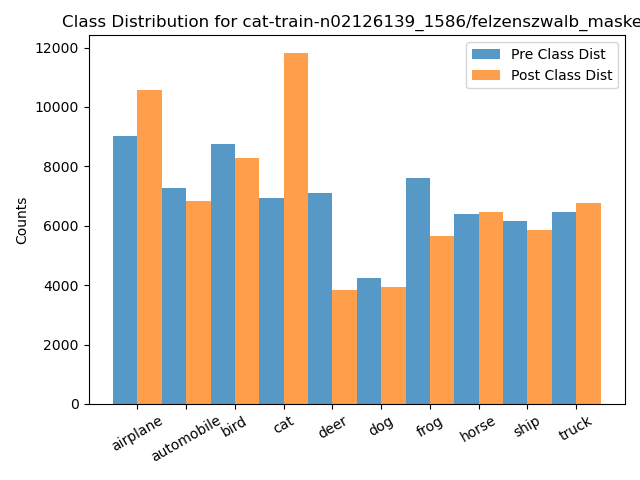 Class Distribution for cat-train-n02126139_1586/felzenszwalb_maske
Pre Class Dist
Post Class Dist
12000
10000
8000
6000
4000
2000
0
Counts
airplane
automobile
bird
cat
deer
dog
frog
horse
ship
truck